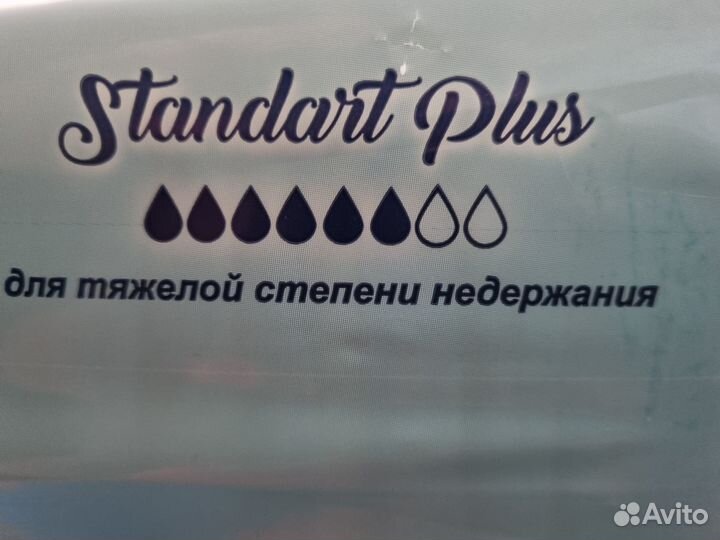 Standart Plus
для тяжелой степени недержания
Avito